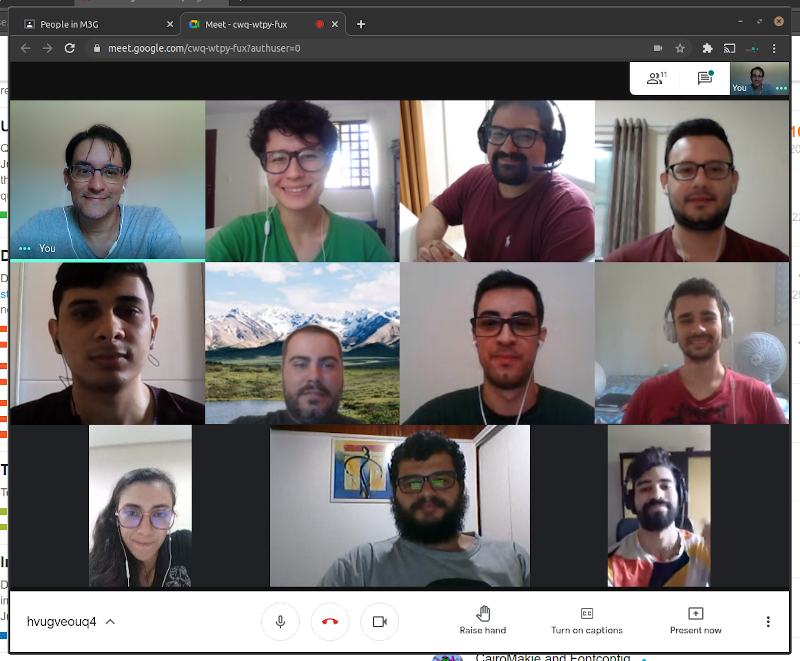 People in M3G
Meet - cwq-wtpy-fux
meet.google.com/cwq-wtpy-fux?authuser=0
11
You
You
hvugveouq4
Raise hand
Turn on captions
Present now
CairoMakie and Fontconfig